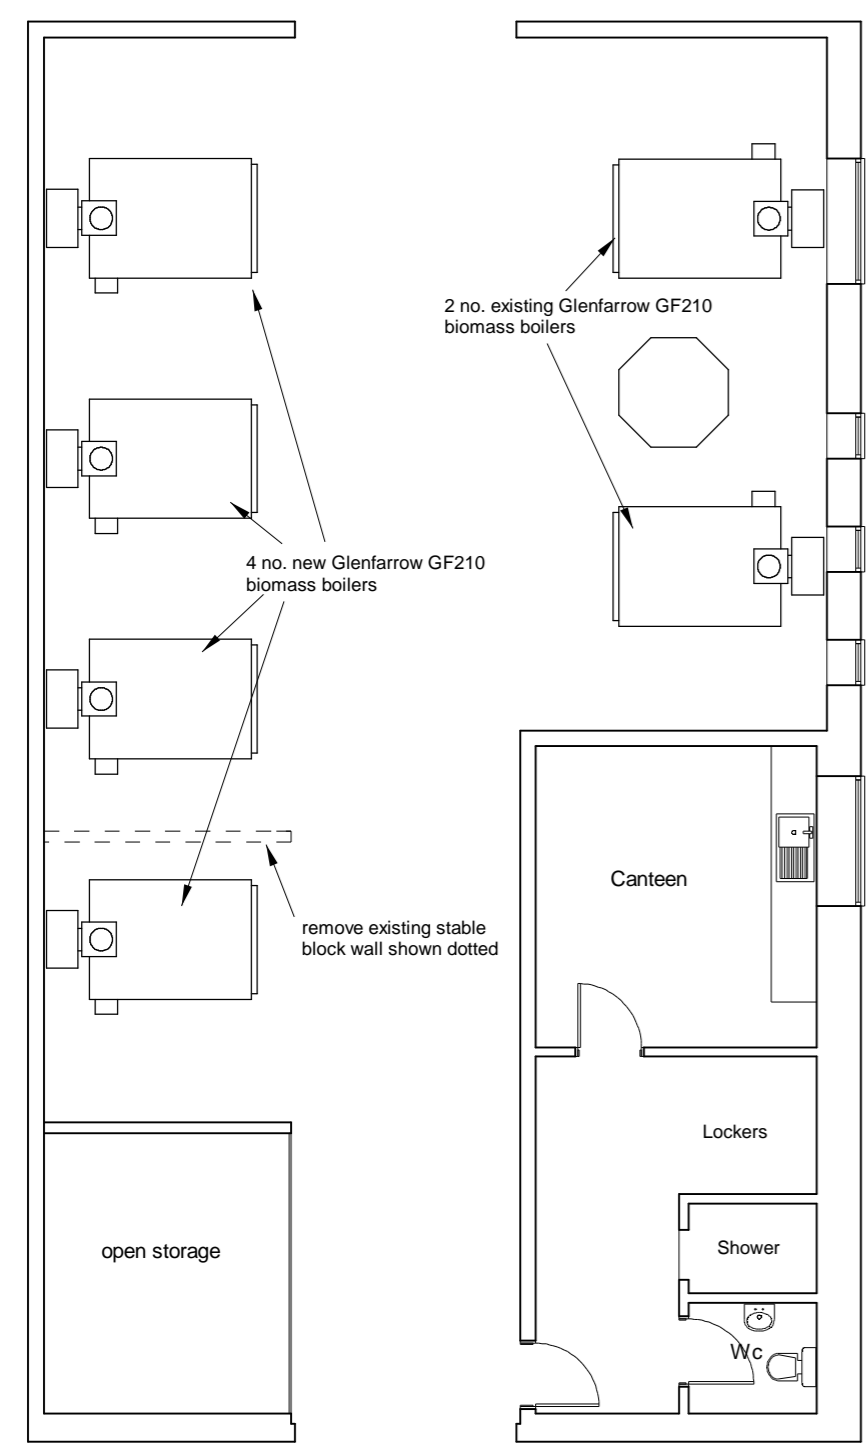 2 no. existing Glenfarrow GF210
biomass boilers
4 no. new Glenfarrow GF210
biomass boilers
Canteen
remove existing stable
block wall shown dotted
Lockers
open storage
Shower
Wc